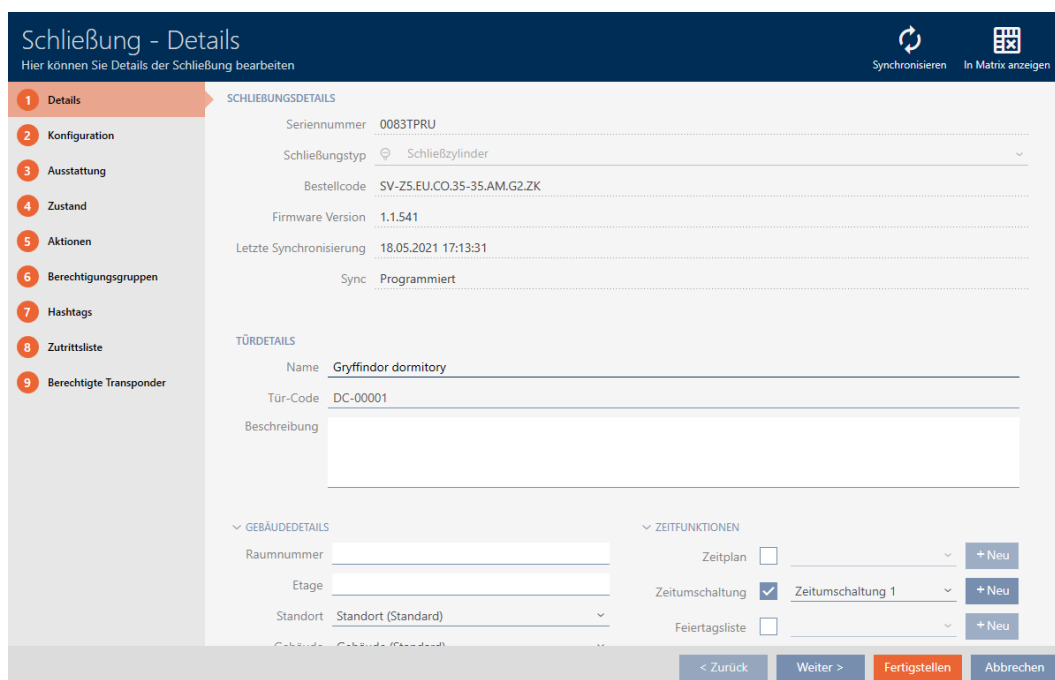 Schließung - Details
Hier können Sie Details der Schließung bearbeiten
Synchronisieren
In Matrix anzeigen
1 Details
2 Konfiguration
3 Ausstattung
4 Zustand
5 Aktionen
6 Berechtigungsgruppen
7 Hashtags
8 Zutrittsliste
9 Berechtigte Transponder
SCHLIEßUNGSDETAILS
Seriennummer 0083TPRU
Schließungstyp Schließzylinder
Bestellcode SV-Z5.EU.CO.35-35.AM.G2.ZK
Firmware Version 1.1.541
Letzte Synchronisierung 18.05.2021 17:13:31
Sync Programmiert
TÜRDETAILS
Name Gryffindor dormitory
Tür-Code DC-00001
Beschreibung
GEBÄUDEDETAILS
Raumnummer
Etage
Standort Standort (Standard)
Gebäude Gebäude (Standard)
ZEITFUNKTIONEN
Zeitplan + Neu
Zeitumschaltung Zeitumschaltung 1 + Neu
Feiertagsliste + Neu
< Zurück
Weiter >
Fertigstellen
Abbrechen